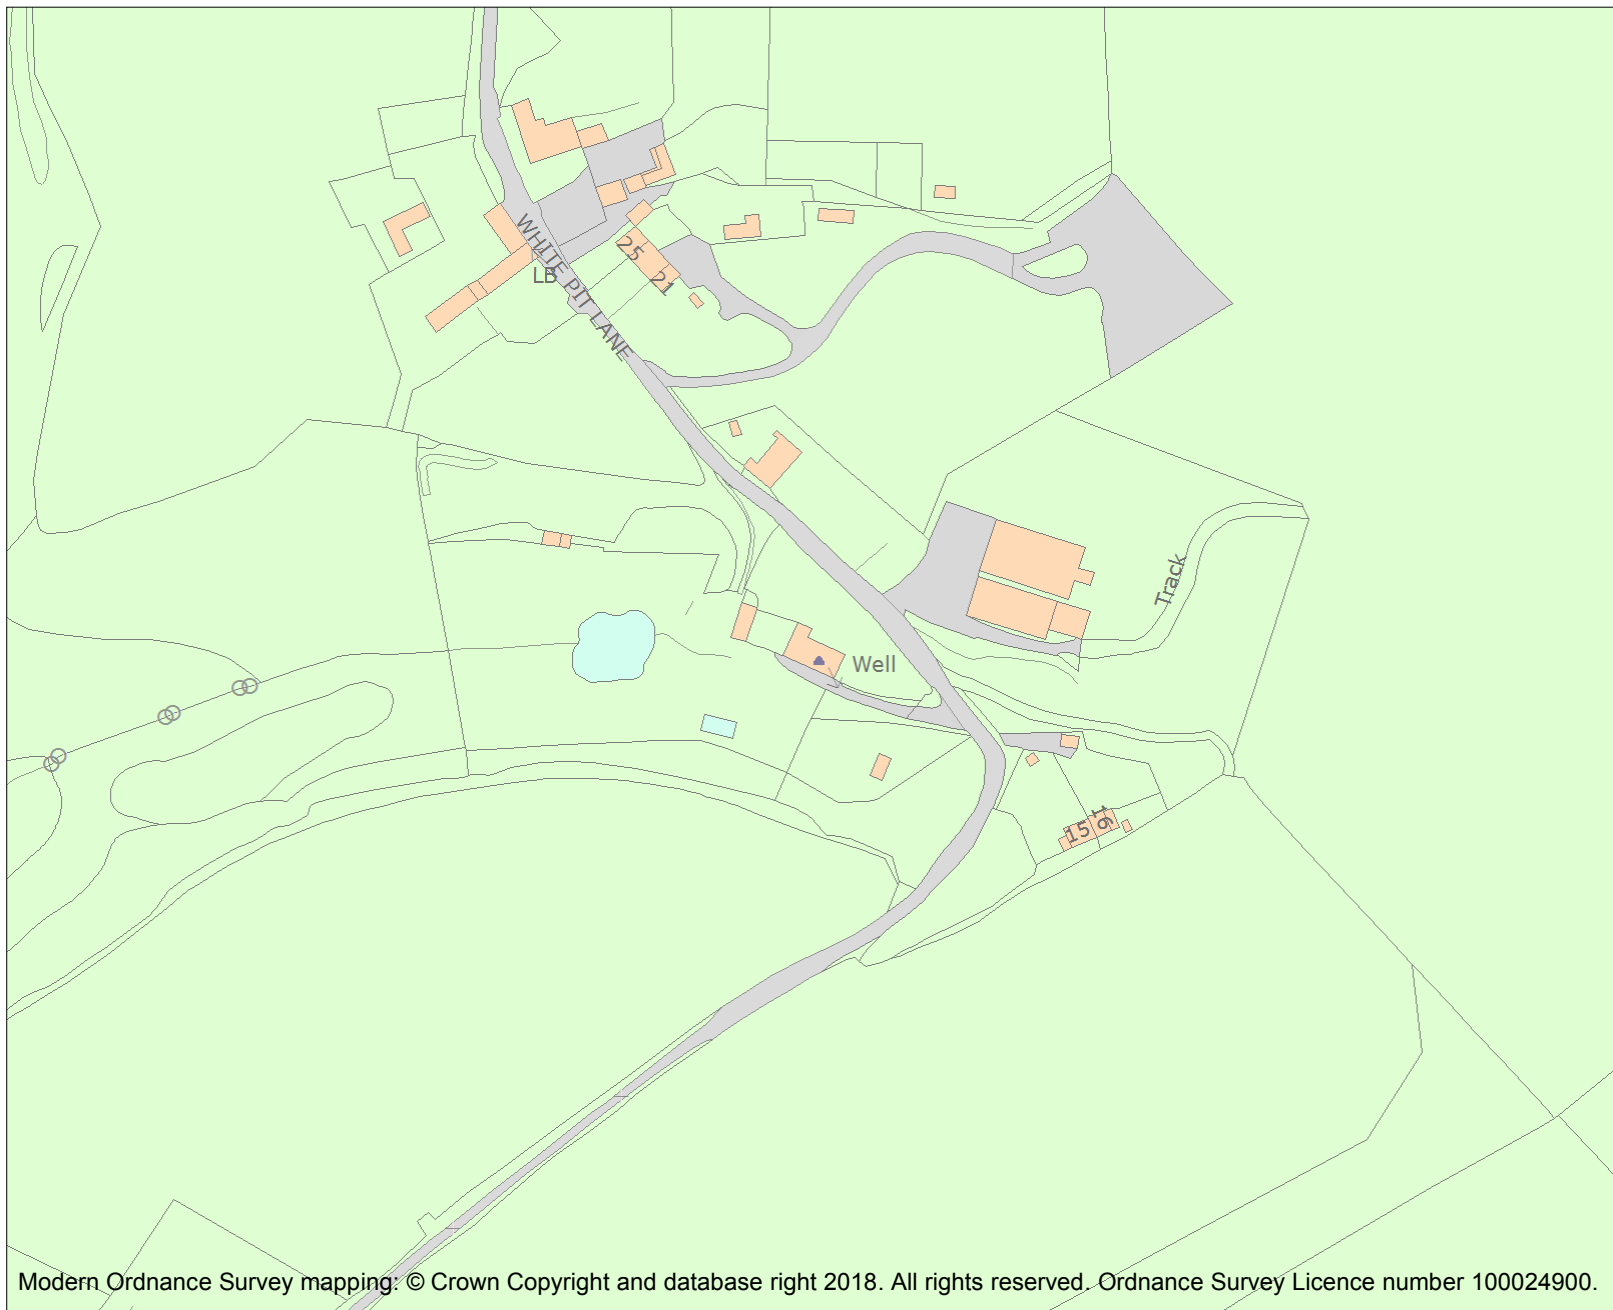 WHITE PIT LANE
25
LB
21
Track
Well
16
15
Modern Ordnance Survey mapping: © Crown Copyright and database right 2018. All rights reserved. Ordnance Survey Licence number 100024900.